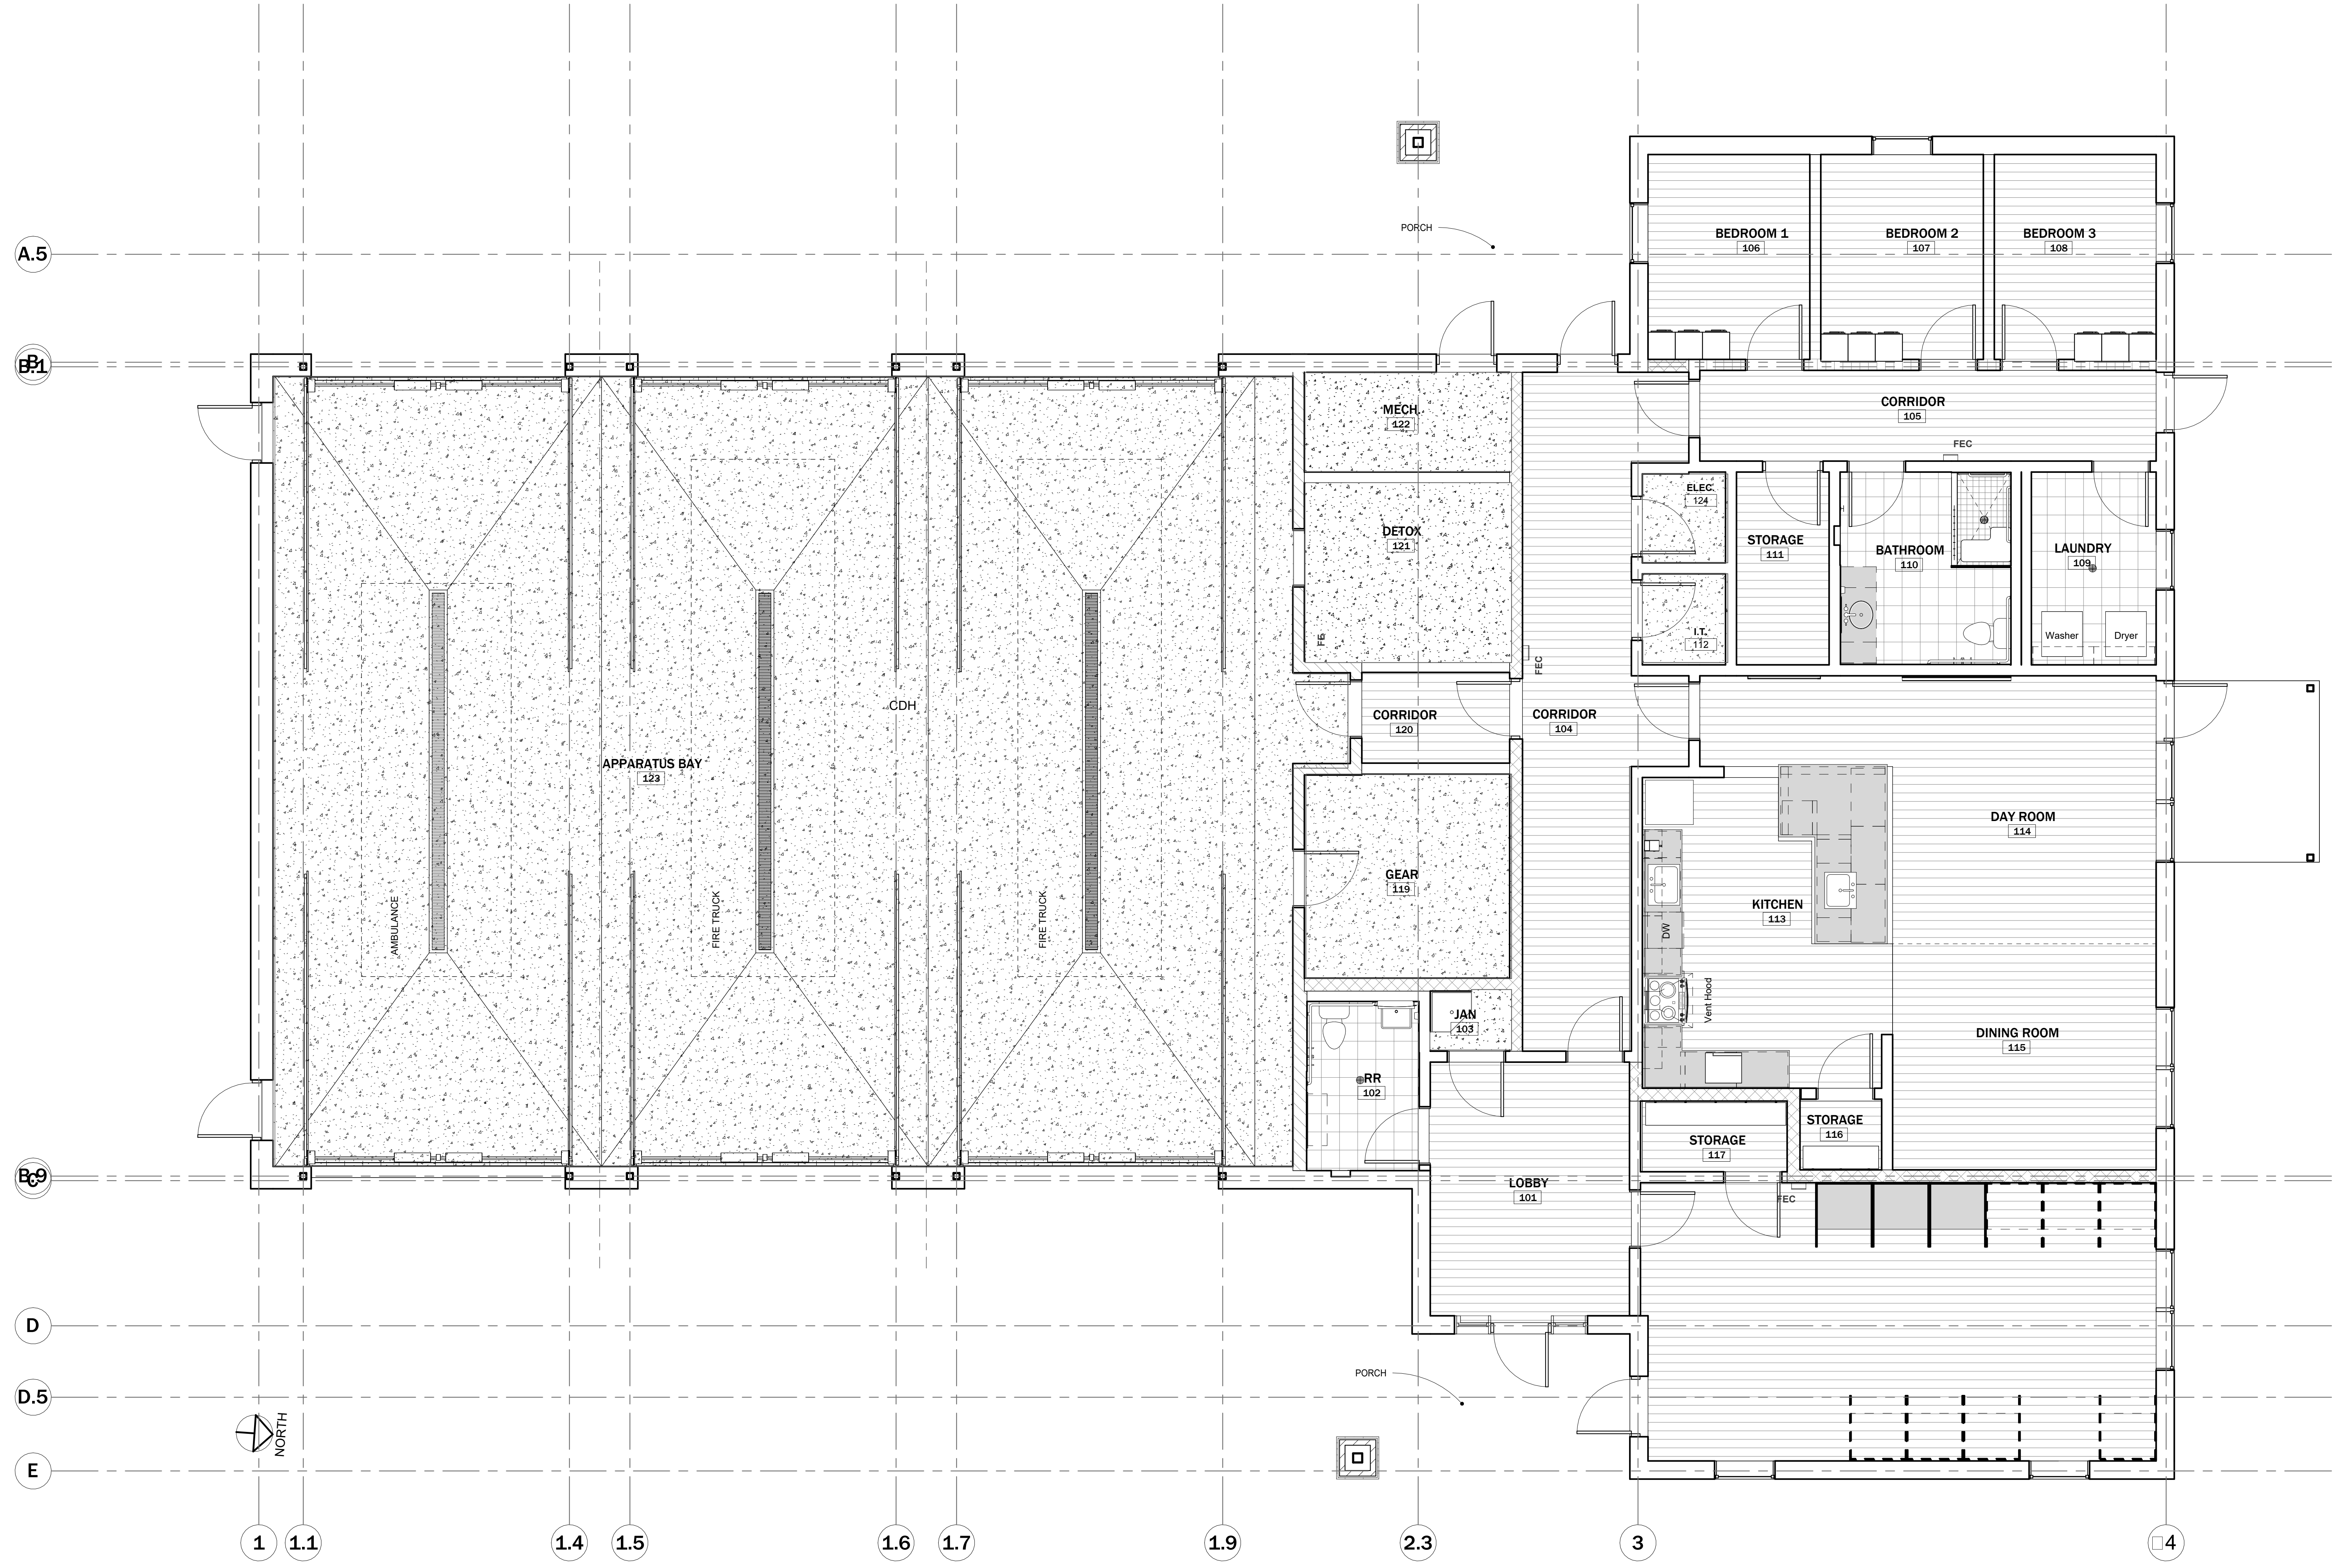 PORCH
A.5
BEDROOM 1
106
BEDROOM 2
107
BEDROOM 3
108
B
B.1
MECH.
122
CORRIDOR
105
FEC
ELEC
124
DETOX
121
STORAGE
111
BATHROOM
110
LAUNDRY
109
I.T.
112
Washer
Dryer
FE
FEC
CDH
CORRIDOR
120
CORRIDOR
104
APPARATUS BAY
123
DAY ROOM
114
GEAR
119
KITCHEN
113
AMBULANCE
FIRE TRUCK
FIRE TRUCK
DW
Vent Hood
JAN
103
DINING ROOM
115
RR
102
STORAGE
116
STORAGE
117
B.9
C
LOBBY
101
FEC
D
PORCH
D.5
NORTH
E
1
1.1
1.4
1.5
1.6
1.7
1.9
2.3
3
4